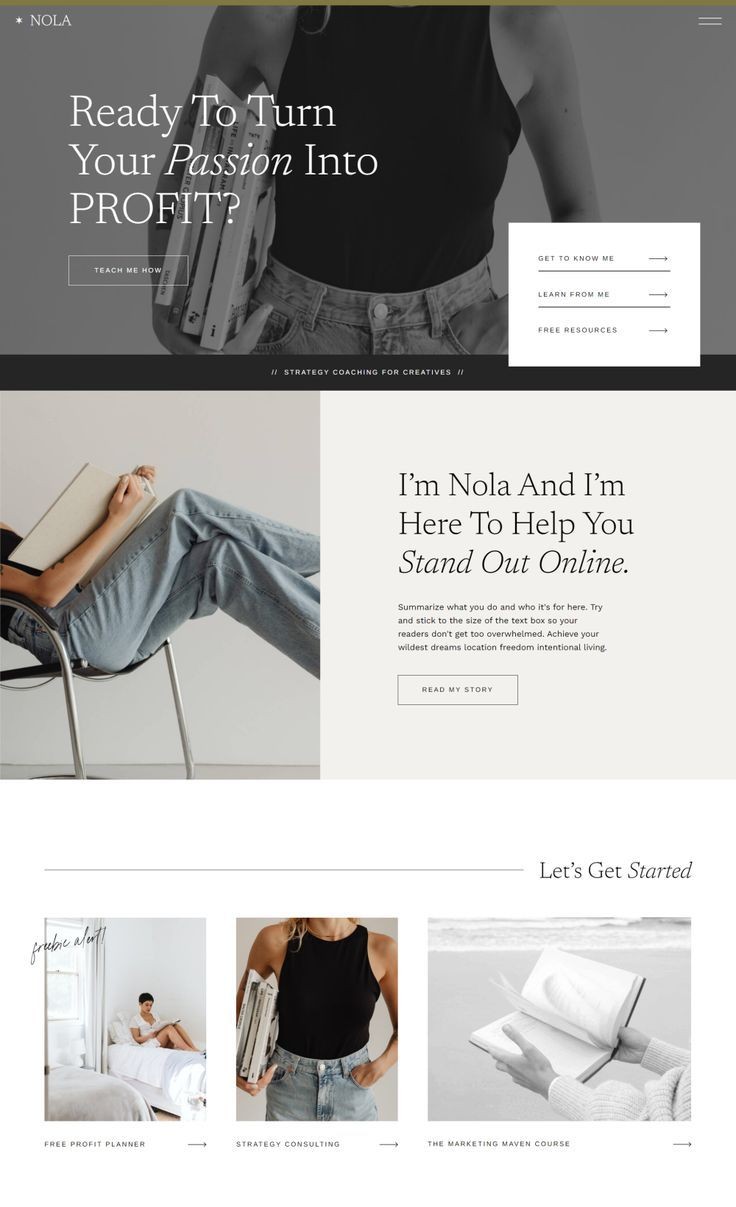 ✶ NOLA
Ready To Turn
Your Passion Into
PROFIT?
TEACH ME HOW
GET TO KNOW ME
LEARN FROM ME
FREE RESOURCES
// STRATEGY COACHING FOR CREATIVES //
I’m Nola And I’m
Here To Help You
Stand Out Online.
Summarize what you do and who it's for here. Try
and stick to the size of the text box so your
readers don't get too overwhelmed. Achieve your
wildest dreams location freedom intentional living.
READ MY STORY
Let’s Get Started
freebie alert!
FREE PROFIT PLANNER
STRATEGY CONSULTING
THE MARKETING MAVEN COURSE